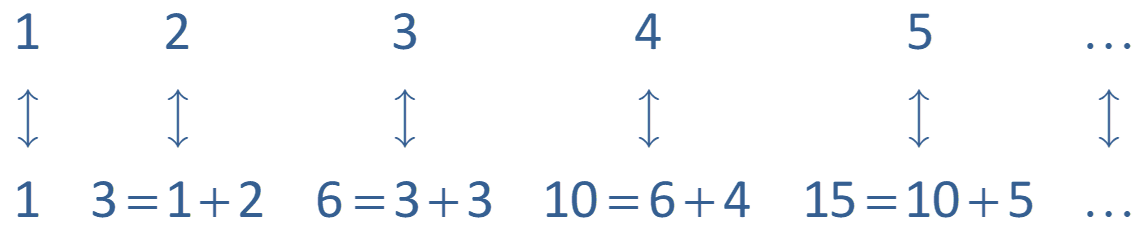 1 2 3 4 5 …
↕ ↕ ↕ ↕ ↕ ↕
1 3=1+2 6=3+3 10=6+4 15=10+5 …